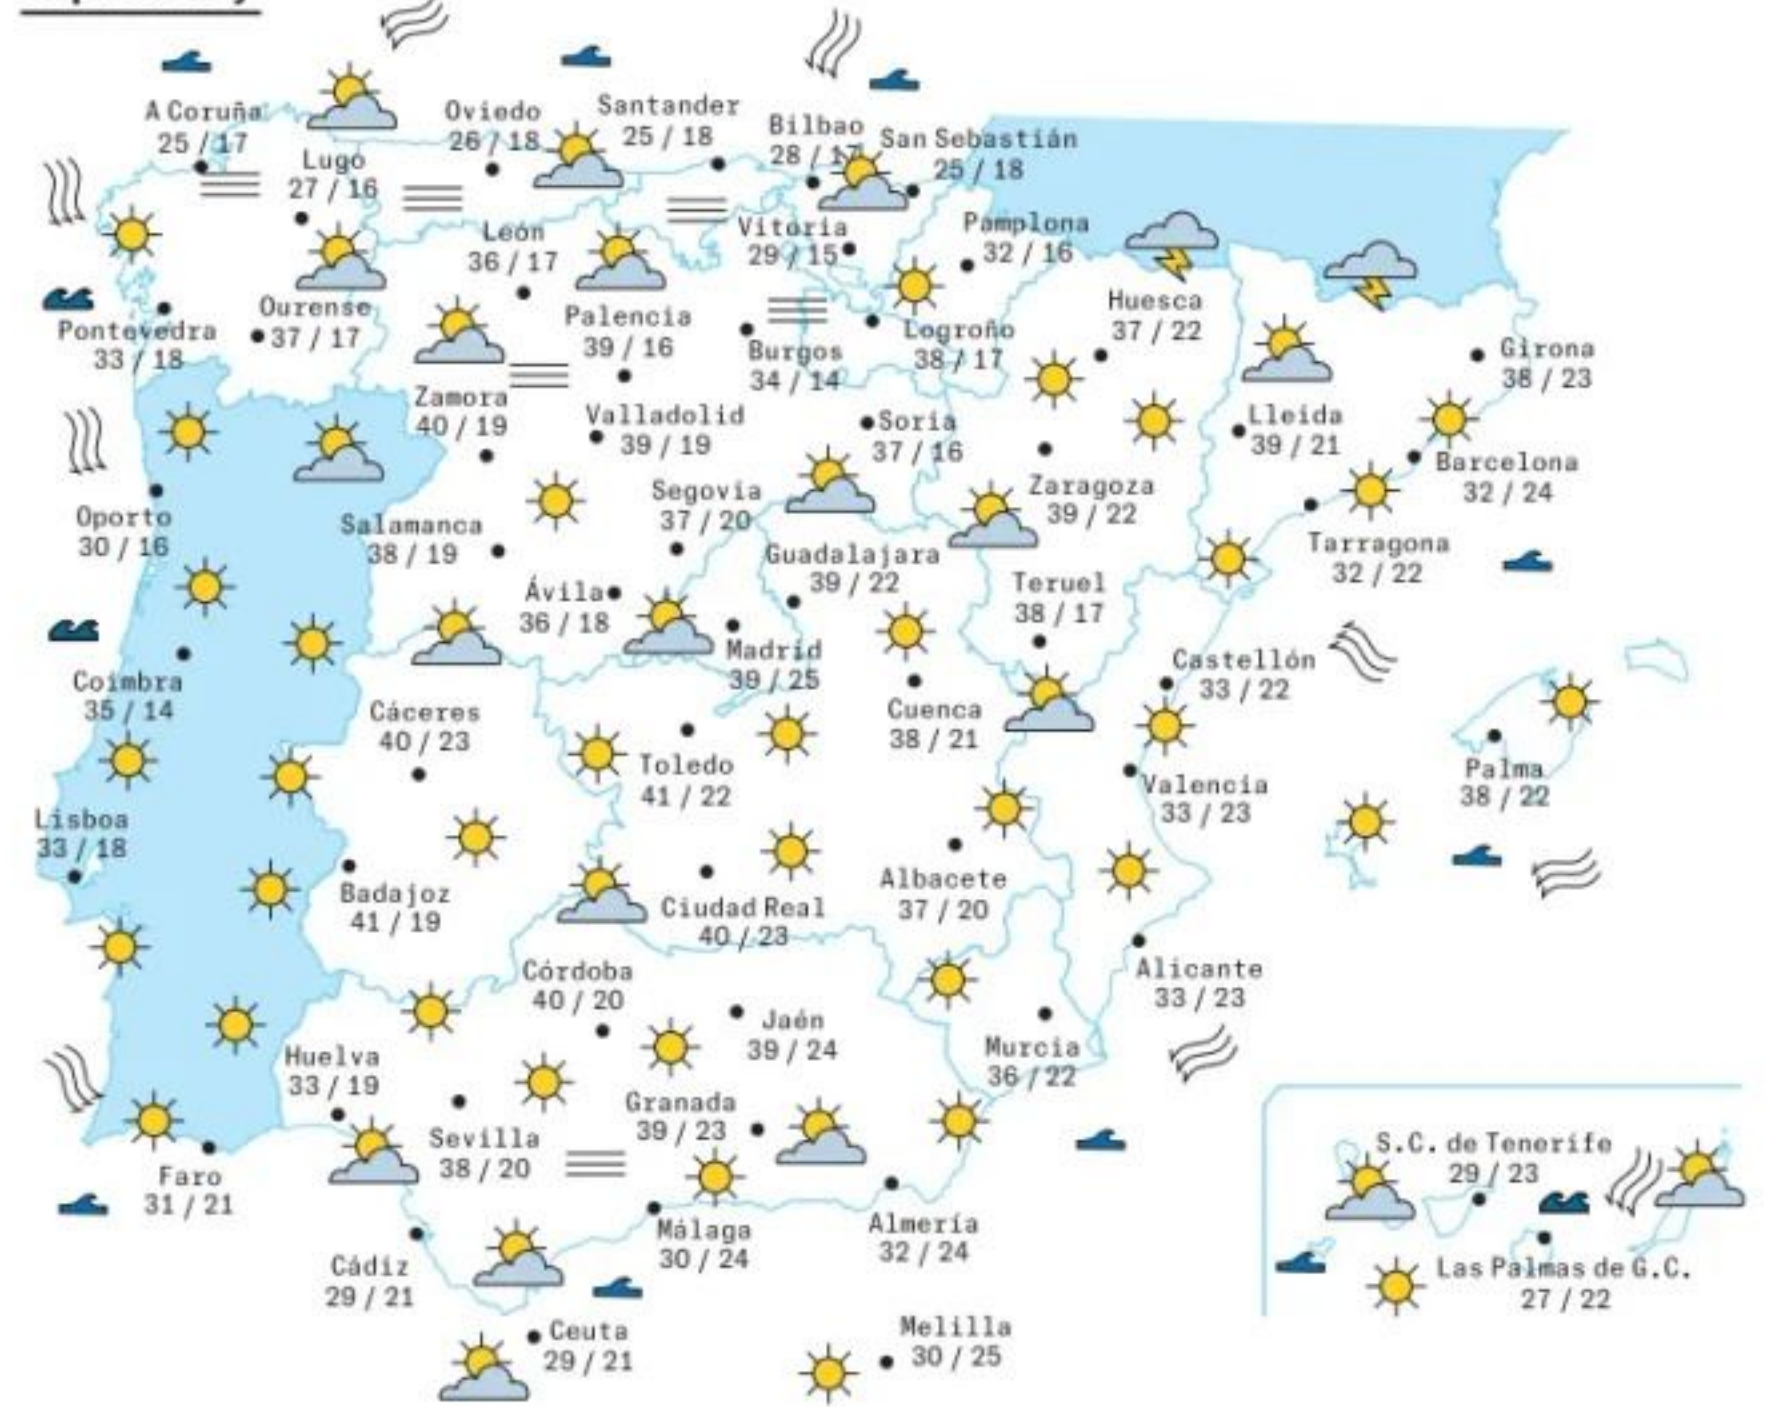 A Coruña
25 / 17
Lugo
27 / 16
Oviedo
26 / 18
Santander
25 / 18
Bilbao
28 / 17
San Sebastián
25 / 18
Vitoria
29 / 15
Pamplona
32 / 16
León
36 / 17
Ourense
37 / 17
Pontevedra
33 / 18
Palencia
39 / 16
Burgos
34 / 14
Logroño
38 / 17
Huesca
37 / 22
Girona
38 / 23
Zamora
40 / 19
Valladolid
39 / 19
Soria
37 / 16
Lleida
39 / 21
Barcelona
32 / 24
Oporto
30 / 16
Salamanca
38 / 19
Segovia
37 / 20
Zaragoza
39 / 22
Tarragona
32 / 22
Guadalajara
39 / 22
Ávila
36 / 18
Teruel
38 / 17
Madrid
39 / 25
Castellón
33 / 22
Coimbra
35 / 14
Cáceres
40 / 23
Cuenca
38 / 21
Toledo
41 / 22
Valencia
33 / 23
Palma
38 / 22
Lisboa
33 / 18
Badajoz
41 / 19
Ciudad Real
40 / 23
Albacete
37 / 20
Córdoba
40 / 20
Alicante
33 / 23
Jaén
39 / 24
Murcia
36 / 22
Huelva
33 / 19
Granada
39 / 23
Sevilla
38 / 20
Faro
31 / 21
Málaga
30 / 24
Almería
32 / 24
Cádiz
29 / 21
Ceuta
29 / 21
Melilla
30 / 25
S.C. de Tenerife
29 / 23
Las Palmas de G.C.
27 / 22